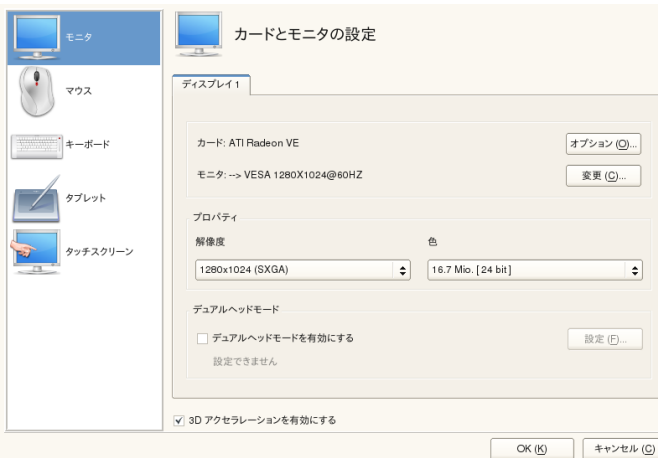 モニタ
マウス
キーボード
タブレット
タッチスクリーン
カードとモニタの設定
ディスプレイ1
カード: ATI Radeon VE
オプション (O)...
モニタ: --> VESA 1280X1024@60HZ
変更 (C)...
プロパティ
解像度
色
1280x1024 (SXGA)
16.7 Mio. [ 24 bit ]
デュアルヘッドモード
デュアルヘッドモードを有効にする
設定 (F)...
設定できません
3D アクセラレーションを有効にする
OK (K)
キャンセル (C)